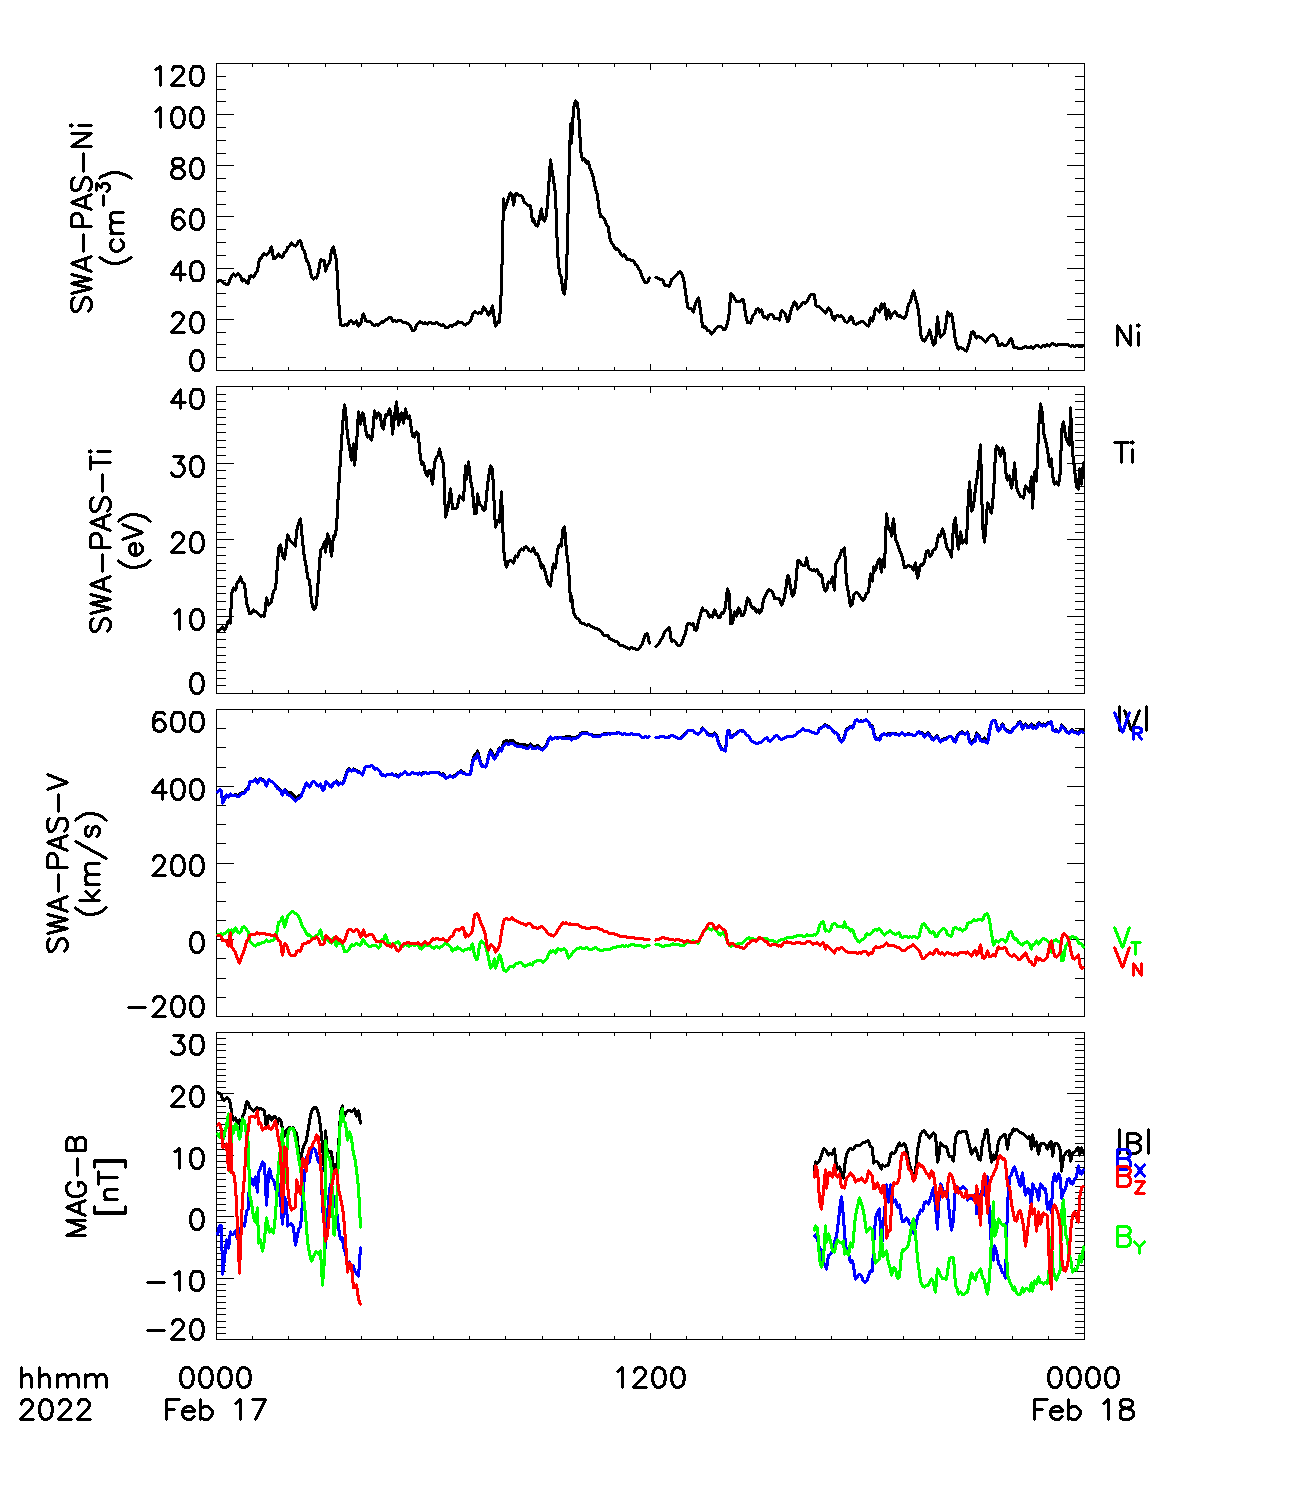 120
100
80
60
40
20
0
SWA-PAS-Ni
(cm⁻³)
Ni
40
30
20
10
0
SWA-PAS-Ti
(eV)
Ti
600
400
200
0
-200
SWA-PAS-V
(km/s)
|V|
V_R
V_T
V_N
30
20
10
0
-10
-20
MAG-B
[nT]
|B|
B_X
B_Z
B_Y
hhmm 0000 1200 0000
2022 Feb 17 Feb 18